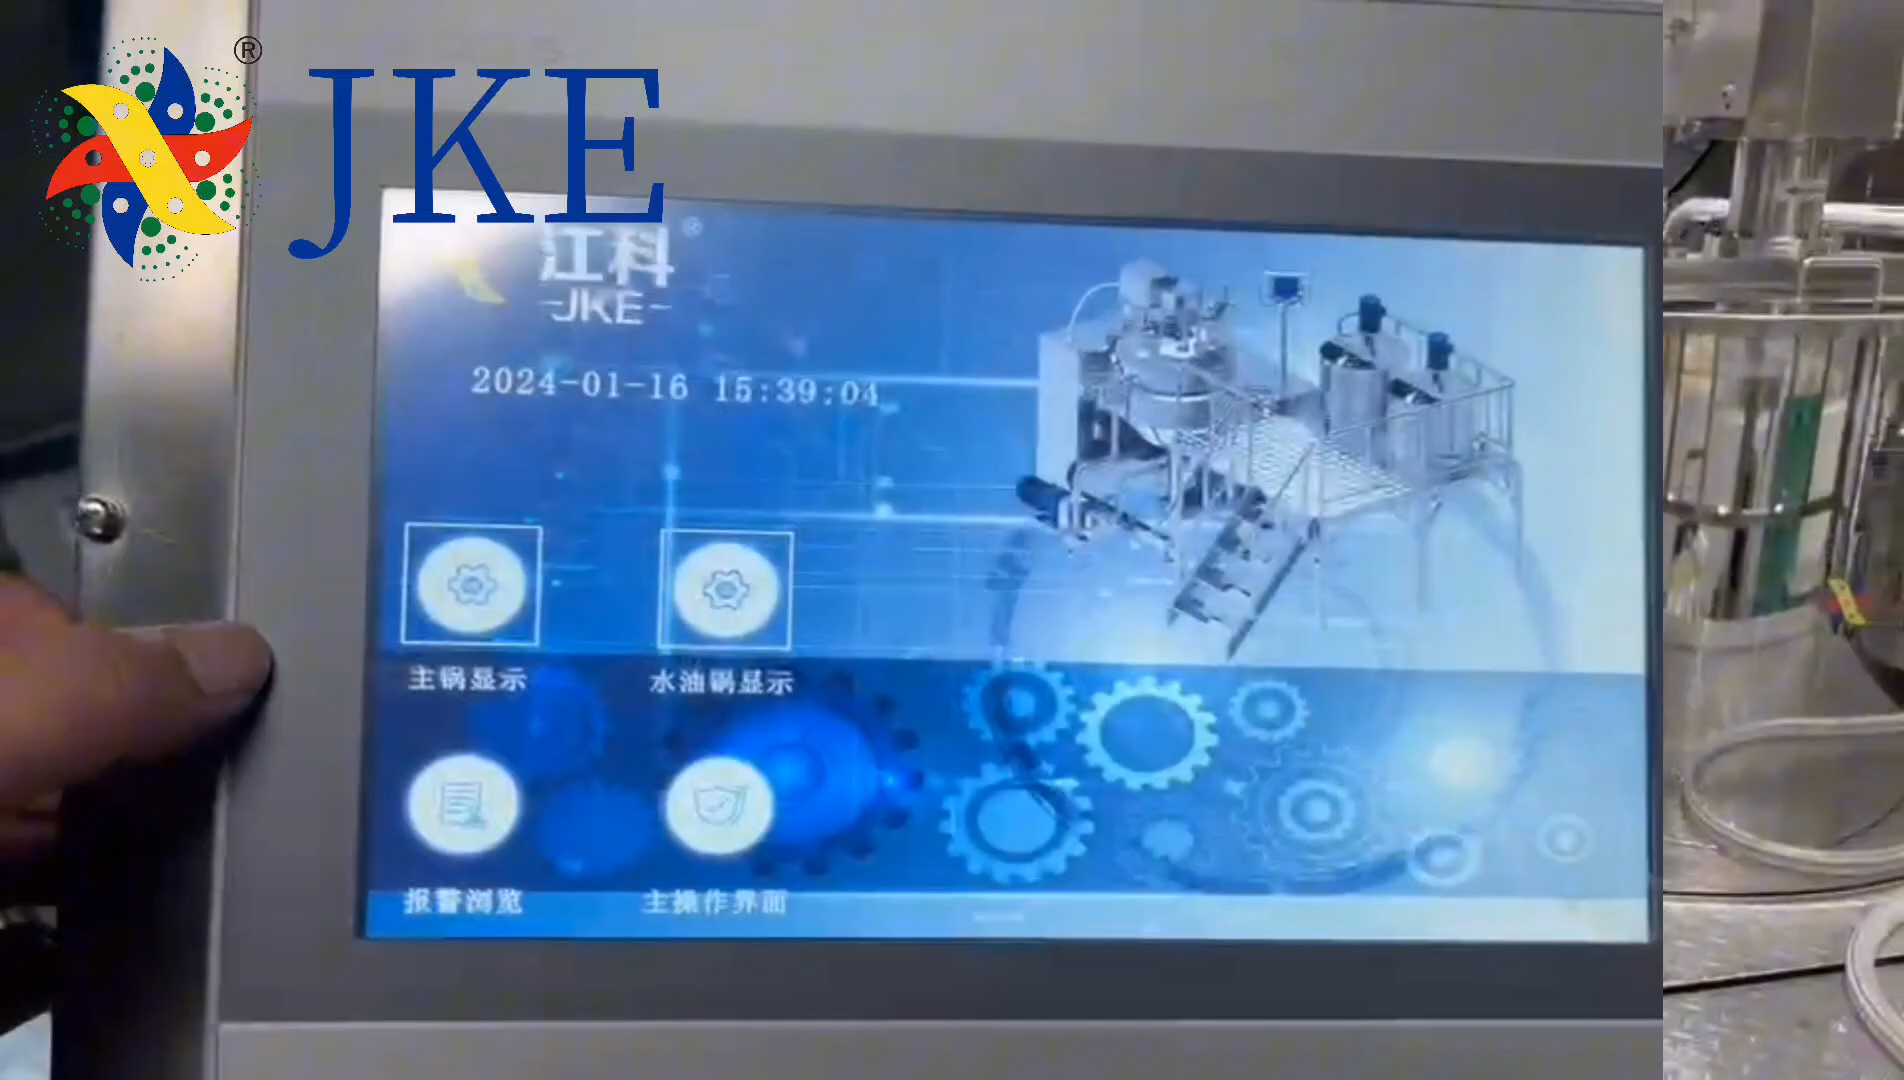 ® JKE
江科®
-JKE-
2024-01-16 15:39:04
主锅显示 水油锅显示
报警浏览 主操作界面